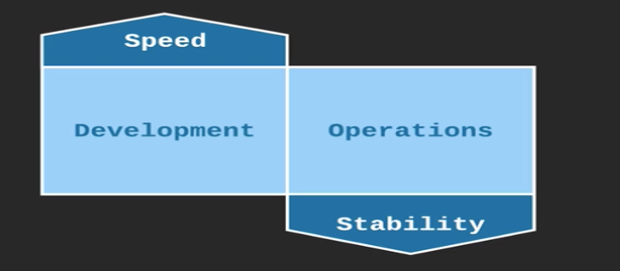 Speed
Development
Operations
Stability